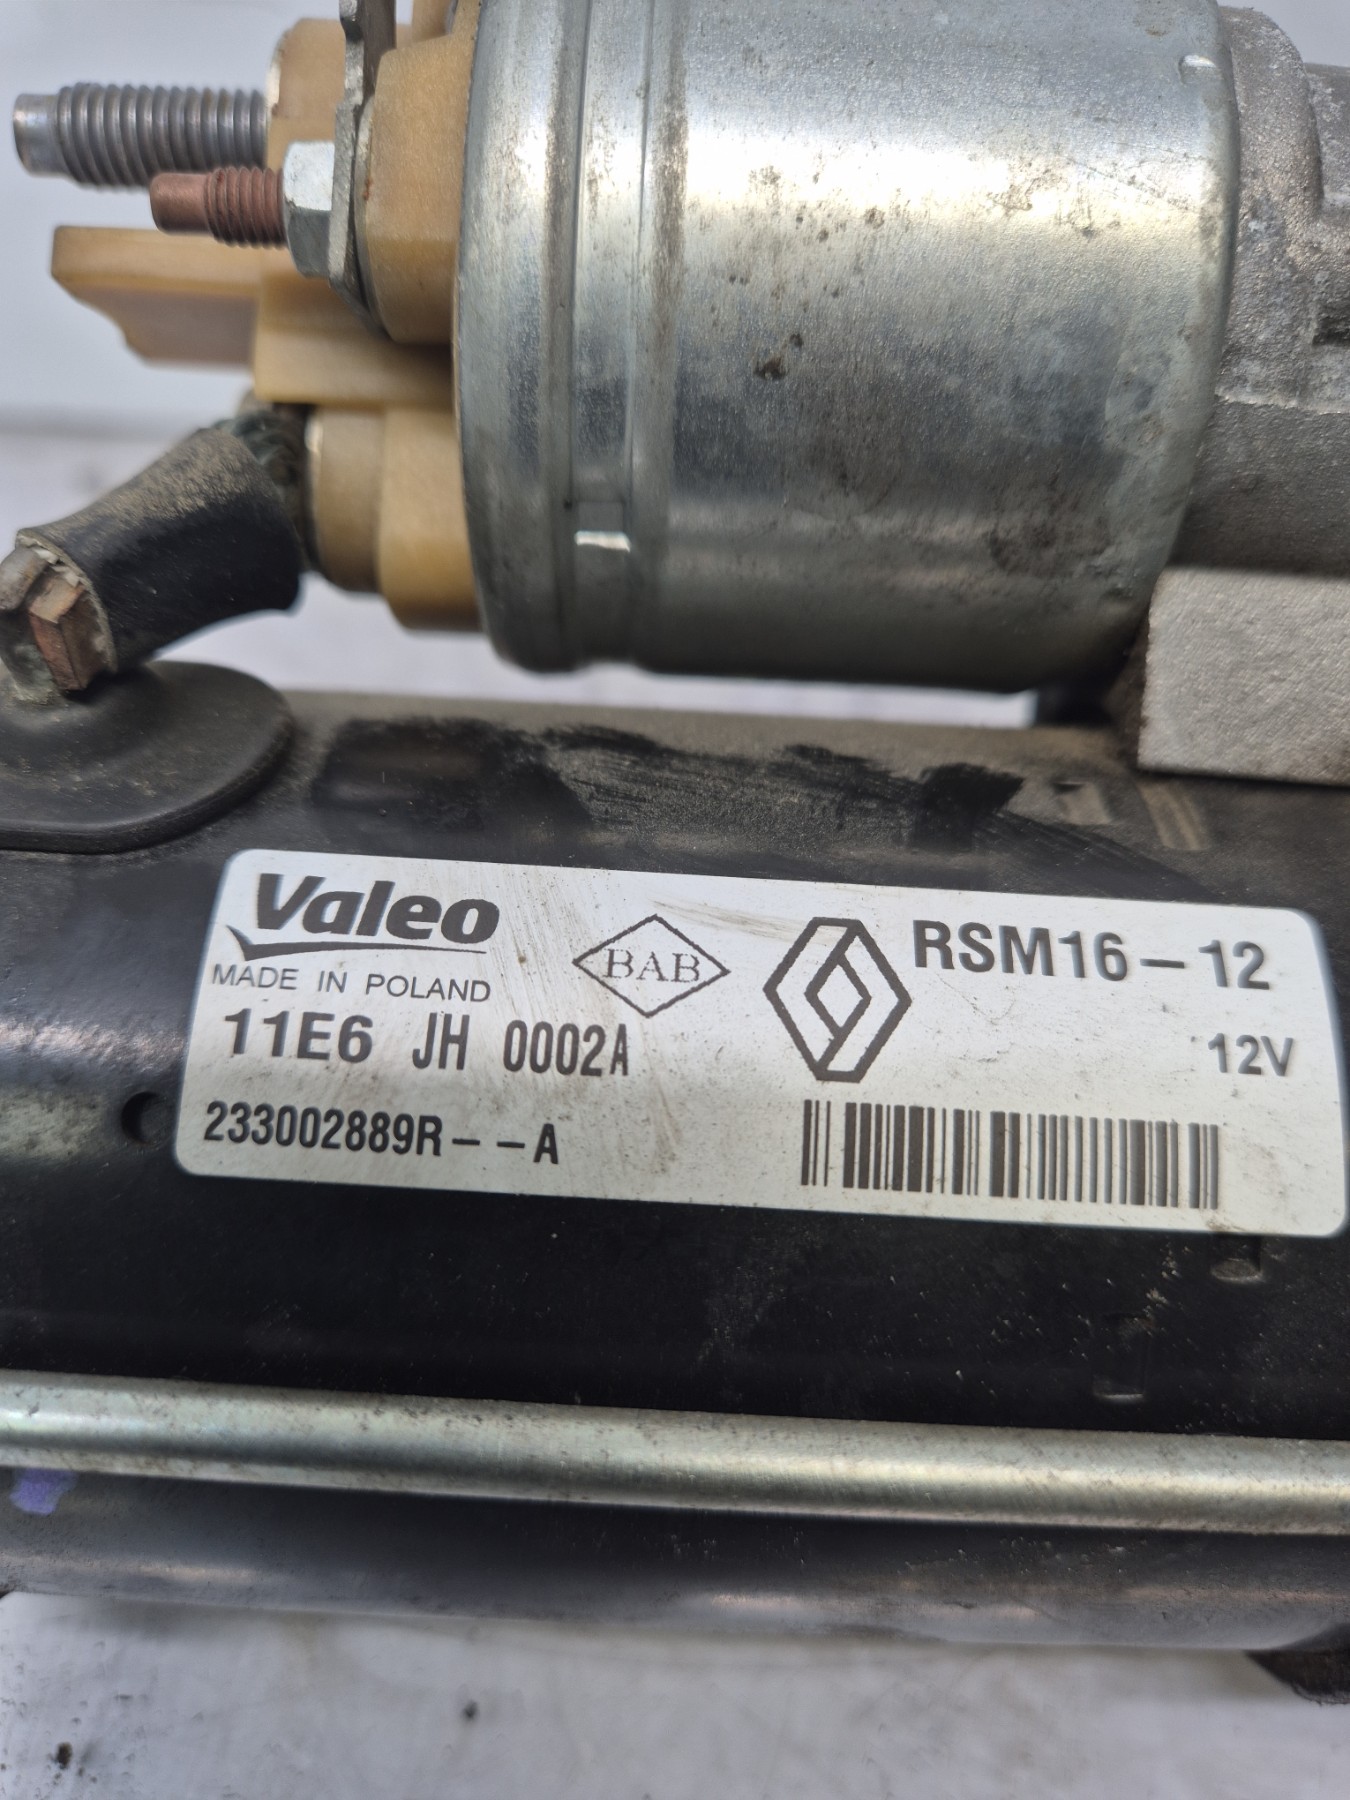 Valeo
MADE IN POLAND
BAB
RSM16-12
12V
11E6 JH 0002A
233002889R--A